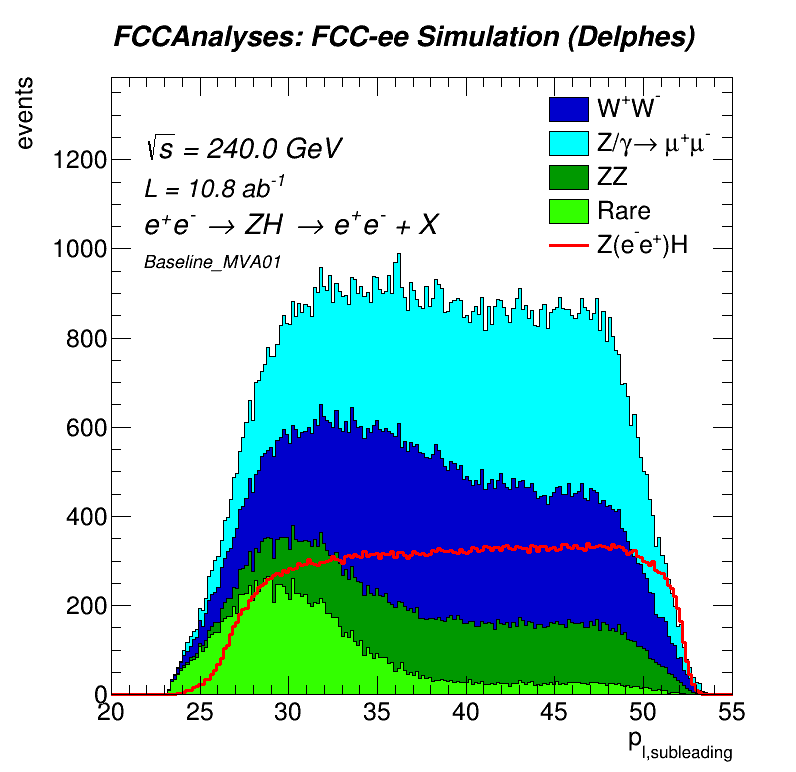 FCCAnalyses: FCC-ee Simulation (Delphes)
events
√s = 240.0 GeV
L = 10.8 ab⁻¹
e⁺e⁻ → ZH → e⁺e⁻ + X
Baseline_MVA01
W⁺W⁻
Z/γ→ μ⁺μ⁻
ZZ
Rare
Z(e⁻e⁺)H
1200
1000
800
600
400
200
0
20 25 30 35 40 45 50 55
p_l,subleading